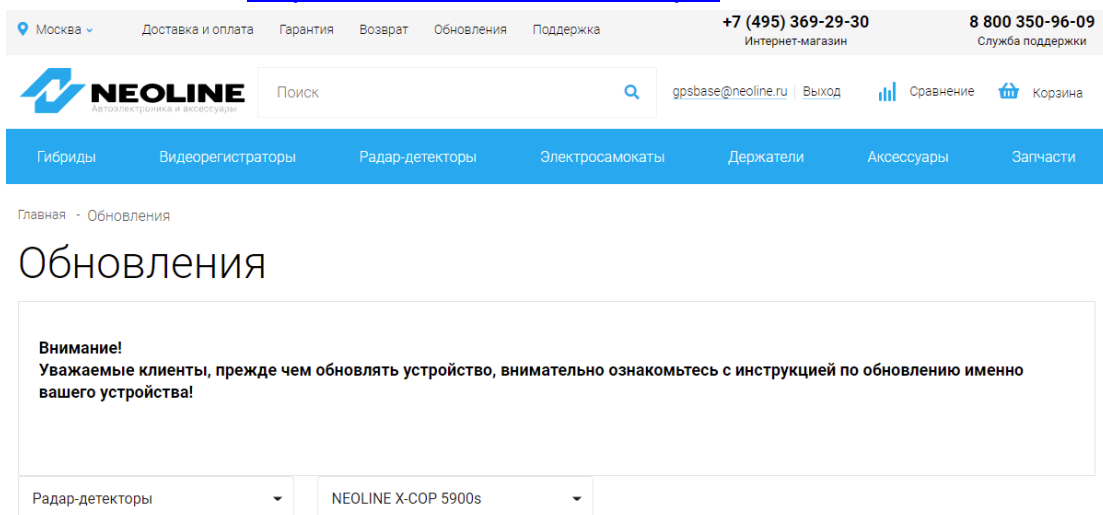 Москва Доставка и оплата Гарантия Возврат Обновления Поддержка +7 (495) 369-29-30 8 800 350-96-09
Интернет-магазин Служба поддержки
NEOLINE Поиск gpsbase@neoline.ru Выход Сравнение Корзина
Автоэлектроника и аксессуары
Гибриды Видеорегистраторы Радар-детекторы Электросамокаты Держатели Аксессуары Запчасти
Главная - Обновления
Обновления
Внимание!
Уважаемые клиенты, прежде чем обновлять устройство, внимательно ознакомьтесь с инструкцией по обновлению именно
вашего устройства!
Радар-детекторы NEOLINE X-COP 5900s